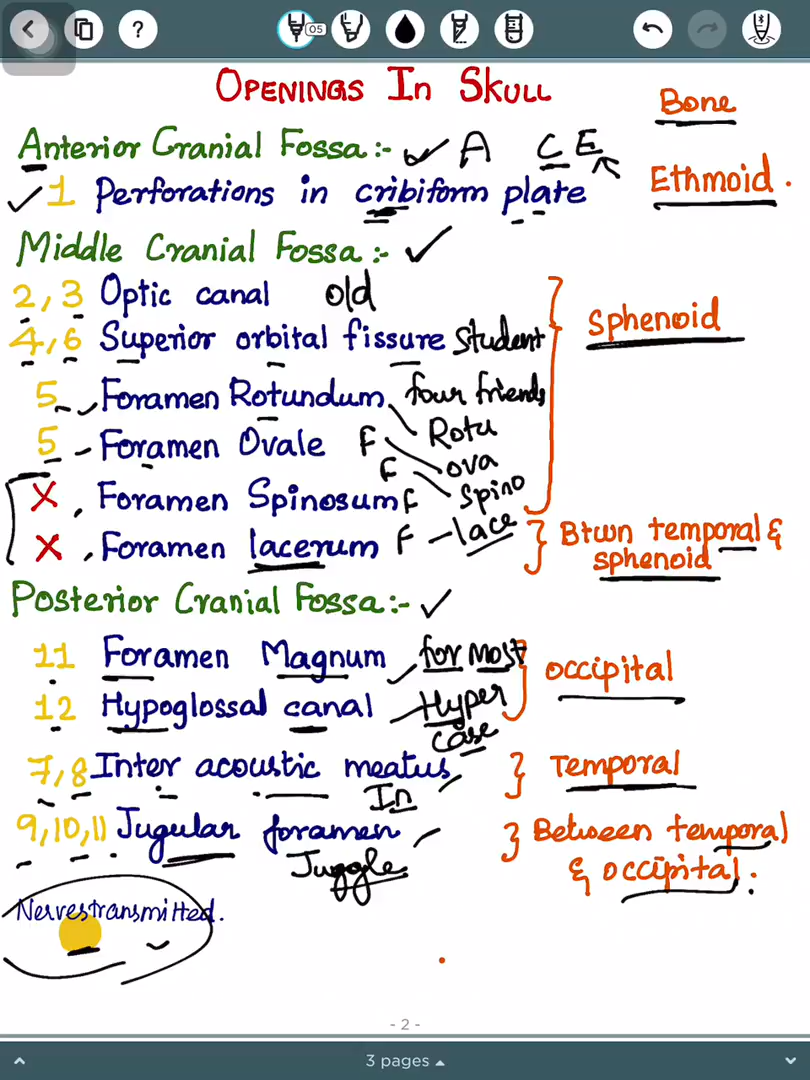 05
?
OPENINGS IN SKULL
Bone
Anterior Cranial Fossa:- A C E
1 Perforations in cribiform plate
Ethmoid.
Middle Cranial Fossa:-
2,3 Optic canal old
4,6 Superior orbital fissure student
Sphenoid
5 Foramen Rotundum four friends
Rotu
5 Foramen Ovale F
ova
F
X, Foramen Spinosum F
Spino
X, Foramen lacerum F lace
Btwn temporal &
sphenoid
Posterior Cranial Fossa:-
11 Foramen Magnum for most
occipital
12 Hypoglossal canal Hyper
case
7,8 Inter acoustic meatus
Temporal
In
9,10,11 Jugular foramen
Between temporal
& occipital.
Juggle
Nerves transmitted.
- 2 -
3 pages